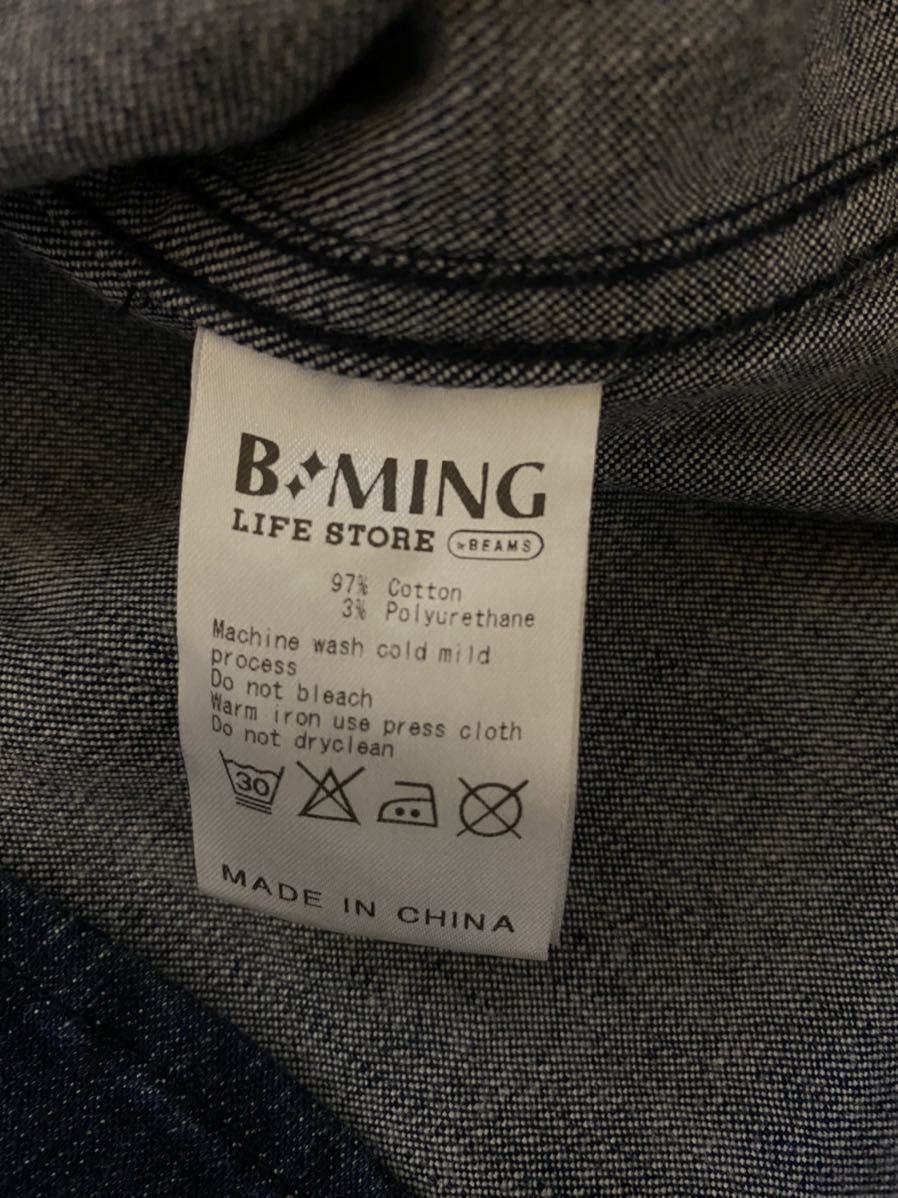 B MING
LIFE STORE by BEAMS
97% Cotton
3% Polyurethane
Machine wash cold mild
process
Do not bleach
Warm iron use press cloth
Do not dryclean
30
MADE IN CHINA